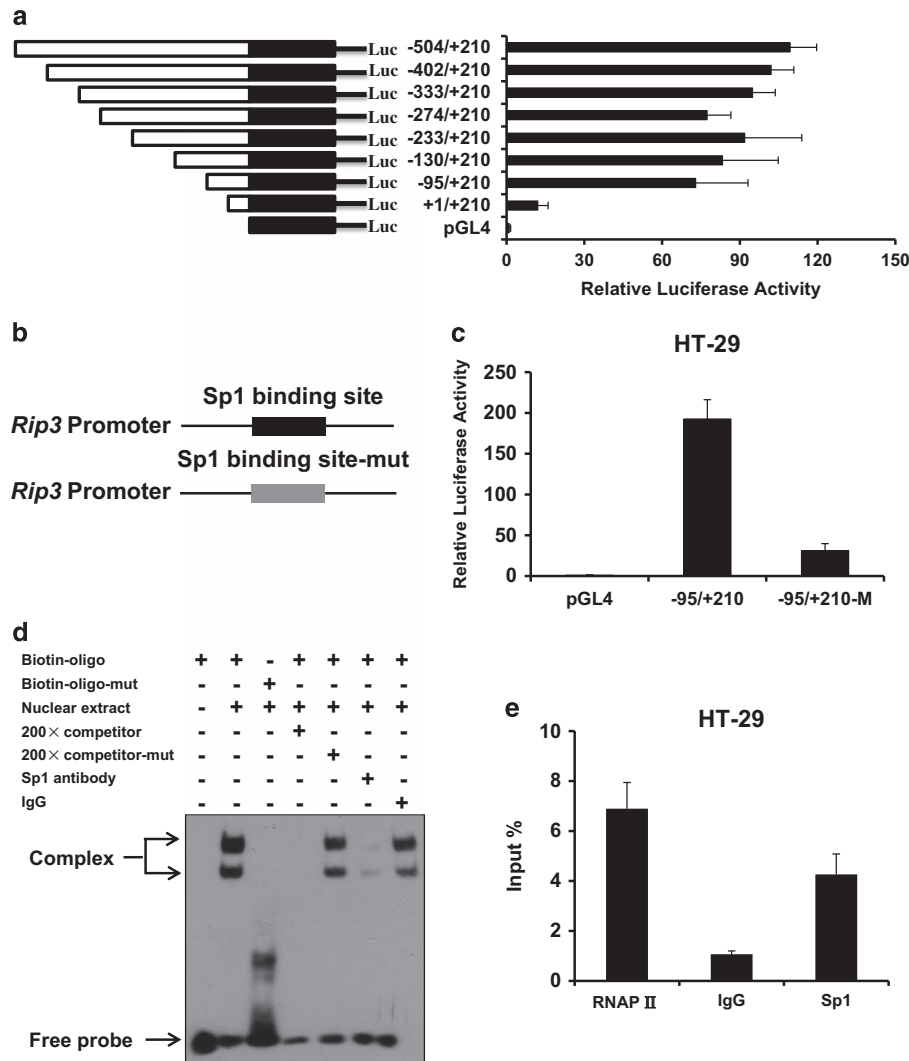 a
Luc -504/+210
Luc -402/+210
Luc -333/+210
Luc -274/+210
Luc -233/+210
Luc -130/+210
Luc -95/+210
Luc +1/+210
Luc pGL4
0 30 60 90 120 150
Relative Luciferase Activity
b
Sp1 binding site
Rip3 Promoter
Sp1 binding site-mut
Rip3 Promoter
c
HT-29
Relative Luciferase Activity
250
200
150
100
50
0
pGL4 -95/+210 -95/+210-M
d
Biotin-oligo + + - + + + +
Biotin-oligo-mut - - + - - - -
Nuclear extract - + + + + + +
200× competitor - - - + - - -
200× competitor-mut - - - - + - -
Sp1 antibody - - - - - + -
IgG - - - - - - +
Complex
Free probe
e
HT-29
Input %
10
8
6
4
2
0
RNAP II IgG Sp1